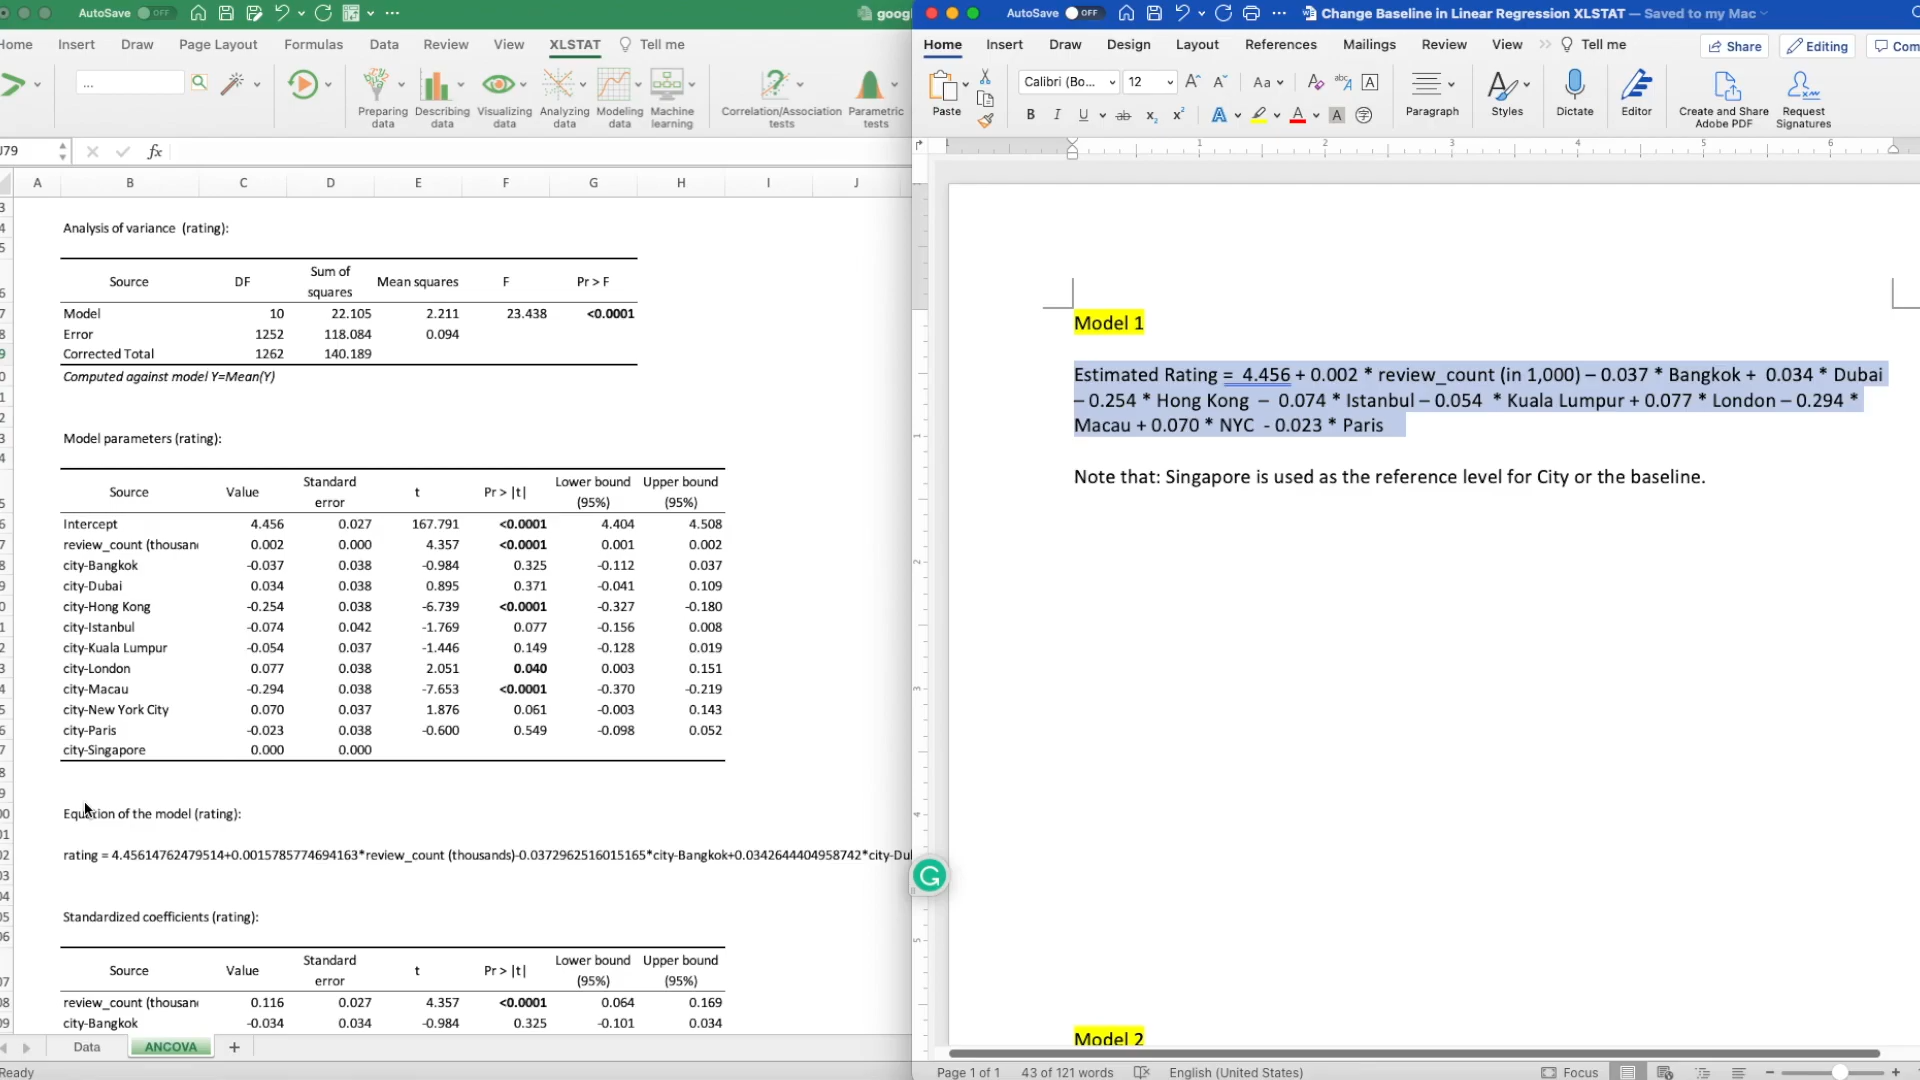 AutoSave OFF
googl
Home Insert Draw Page Layout Formulas Data Review View XLSTAT Tell me
...
Preparing data
Describing data
Visualizing data
Analyzing data
Modeling data
Machine learning
Correlation/Association tests
Parametric tests
J79 fx
A B C D E F G H I J
Analysis of variance (rating):
Source DF Sum of squares Mean squares F Pr > F
Model 10 22.105 2.211 23.438 <0.0001
Error 1252 118.084 0.094
Corrected Total 1262 140.189
Computed against model Y=Mean(Y)
Model parameters (rating):
Source Value Standard error t Pr > |t| Lower bound (95%) Upper bound (95%)
Intercept 4.456 0.027 167.791 <0.0001 4.404 4.508
review_count (thousan 0.002 0.000 4.357 <0.0001 0.001 0.002
city-Bangkok -0.037 0.038 -0.984 0.325 -0.112 0.037
city-Dubai 0.034 0.038 0.895 0.371 -0.041 0.109
city-Hong Kong -0.254 0.038 -6.739 <0.0001 -0.327 -0.180
city-Istanbul -0.074 0.042 -1.769 0.077 -0.156 0.008
city-Kuala Lumpur -0.054 0.037 -1.446 0.149 -0.128 0.019
city-London 0.077 0.038 2.051 0.040 0.003 0.151
city-Macau -0.294 0.038 -7.653 <0.0001 -0.370 -0.219
city-New York City 0.070 0.037 1.876 0.061 -0.003 0.143
city-Paris -0.023 0.038 -0.600 0.549 -0.098 0.052
city-Singapore 0.000 0.000
Equation of the model (rating):
rating = 4.45614762479514+0.0015785774694163*review_count (thousands)-0.0372962516015165*city-Bangkok+0.0342644404958742*city-Dul
Standardized coefficients (rating):
Source Value Standard error t Pr > |t| Lower bound (95%) Upper bound (95%)
review_count (thousan 0.116 0.027 4.357 <0.0001 0.064 0.169
city-Bangkok -0.034 0.034 -0.984 0.325 -0.101 0.034
Data ANCOVA +
Ready
AutoSave OFF
Change Baseline in Linear Regression XLSTAT — Saved to my Mac
Home Insert Draw Design Layout References Mailings Review View Tell me Share Editing Com
Paste
Calibri (Bo... 12
Paragraph
Styles
Dictate
Editor
Create and Share Adobe PDF
Request Signatures
Model 1
Estimated Rating = 4.456 + 0.002 * review_count (in 1,000) – 0.037 * Bangkok + 0.034 * Dubai
– 0.254 * Hong Kong – 0.074 * Istanbul – 0.054 * Kuala Lumpur + 0.077 * London – 0.294 *
Macau + 0.070 * NYC - 0.023 * Paris
Note that: Singapore is used as the reference level for City or the baseline.
Model 2
Page 1 of 1 43 of 121 words English (United States) Focus